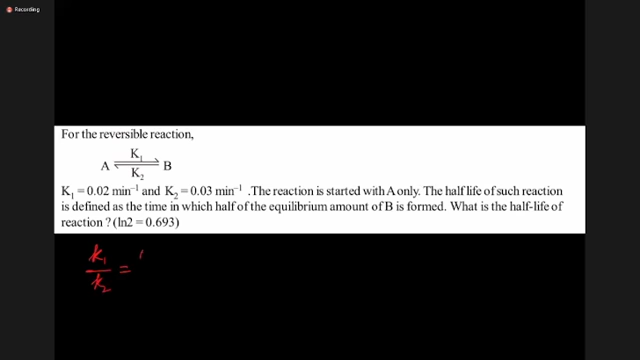 Recording
For the reversible reaction,
K₁
A ⇌ B
K₂
K₁ = 0.02 min⁻¹ and K₂ = 0.03 min⁻¹ .The reaction is started with A only. The half life of such reaction
is defined as the time in which half of the equilibrium amount of B is formed. What is the half-life of
reaction ? (ln2 = 0.693)
k₁
— =
k₂